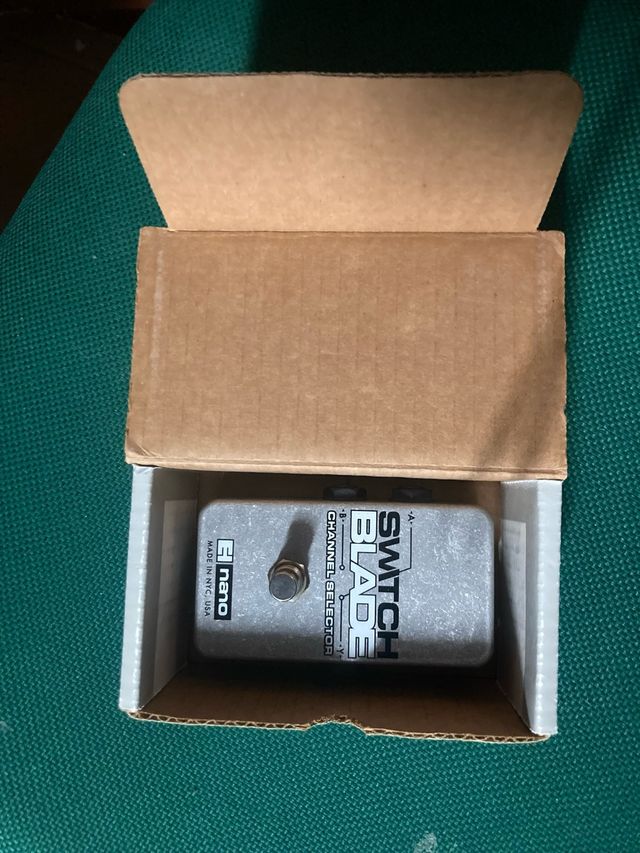 ·A·
SWITCH
BLADE
·B·
·Y·
CHANNEL SELECTOR
EH nano
MADE IN NYC, USA